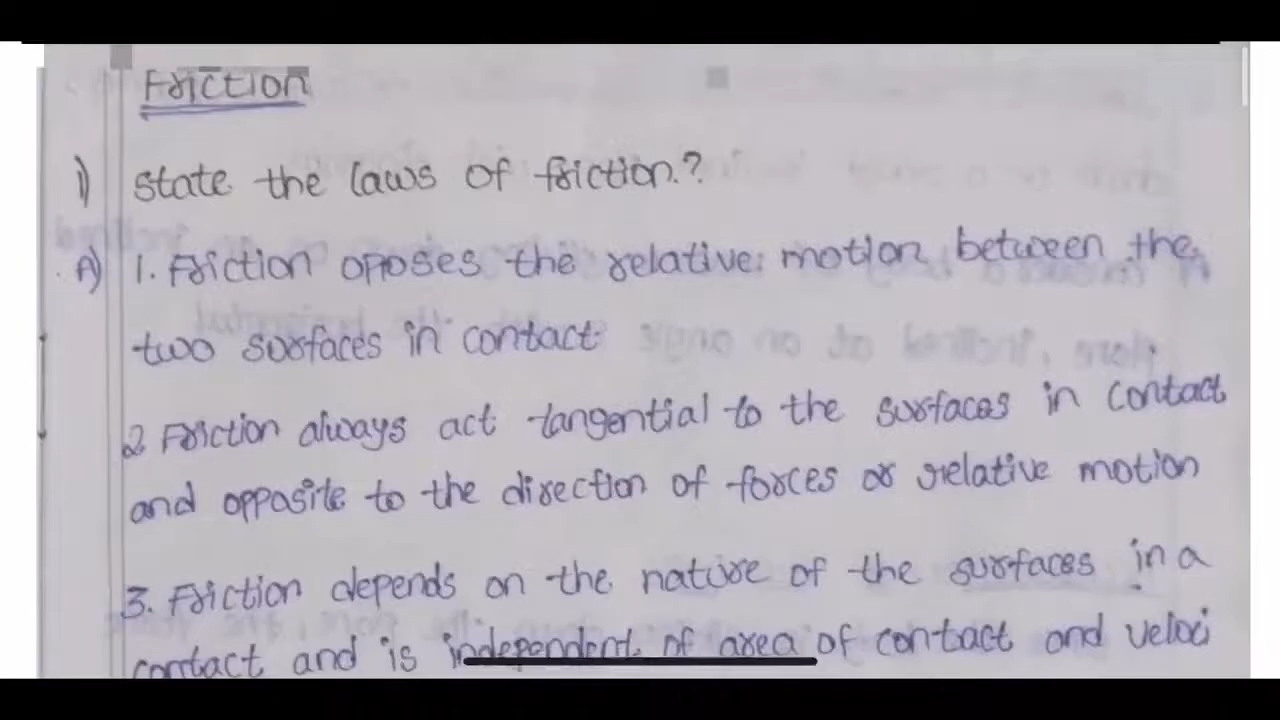 Friction
1) state the laws of friction.?
A) 1. Friction opposes the relative motion between the
two surfaces in contact
2 Friction always act tangential to the surfaces in contact
and opposite to the direction of forces or relative motion
3. Friction depends on the nature of the surfaces in a
contact and is independent of area of contact and veloci